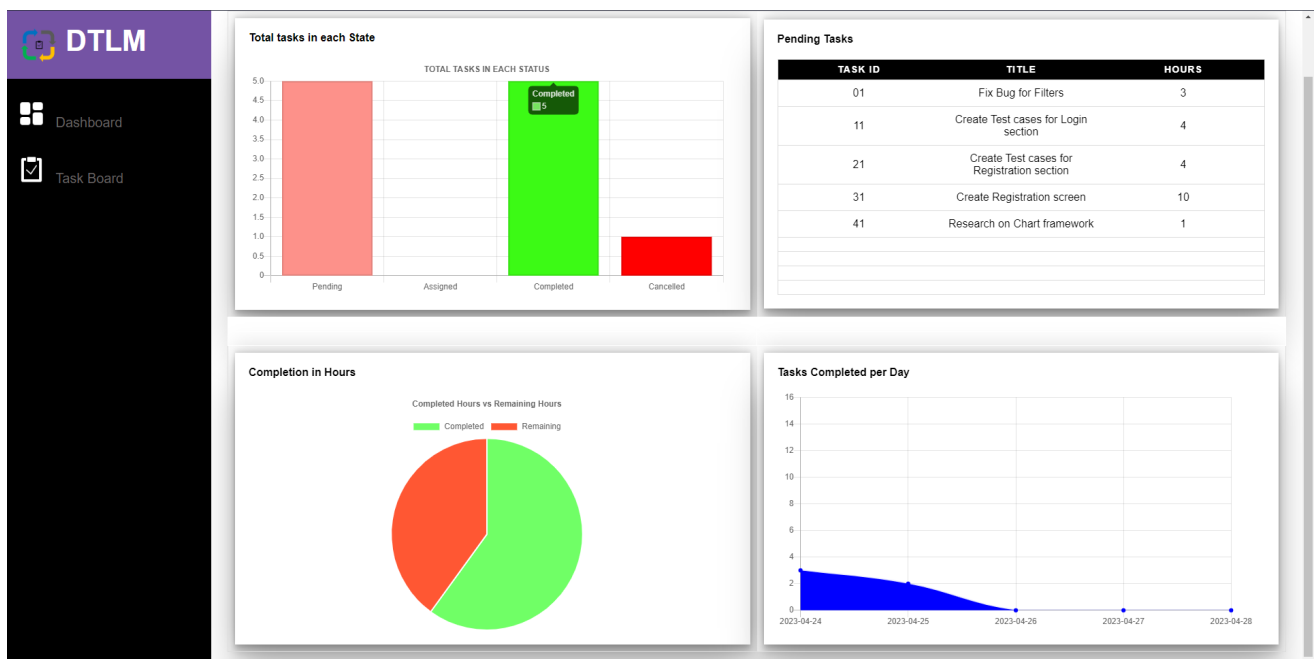 DTLM
Dashboard
Task Board
Total tasks in each State
TOTAL TASKS IN EACH STATUS
5.0
4.5
4.0
3.5
3.0
2.5
2.0
1.5
1.0
0.5
0
Completed
5
Pending
Assigned
Completed
Cancelled
Pending Tasks
TASK ID TITLE HOURS
01 Fix Bug for Filters 3
11 Create Test cases for Login section 4
21 Create Test cases for Registration section 4
31 Create Registration screen 10
41 Research on Chart framework 1
Completion in Hours
Completed Hours vs Remaining Hours
Completed Remaining
Tasks Completed per Day
16
14
12
10
8
6
4
2
0
2023-04-24
2023-04-25
2023-04-26
2023-04-27
2023-04-28